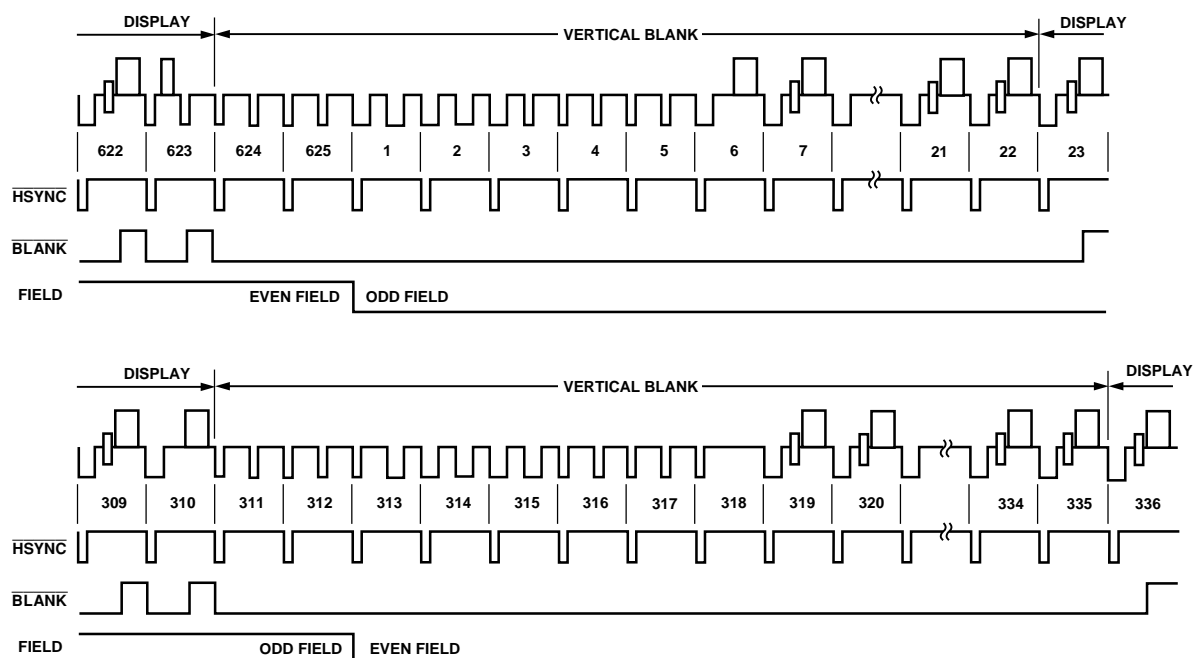 DISPLAY VERTICAL BLANK DISPLAY
622 623 624 625 1 2 3 4 5 6 7 21 22 23
HSYNC
BLANK
FIELD EVEN FIELD ODD FIELD
DISPLAY VERTICAL BLANK DISPLAY
309 310 311 312 313 314 315 316 317 318 319 320 334 335 336
HSYNC
BLANK
FIELD ODD FIELD EVEN FIELD